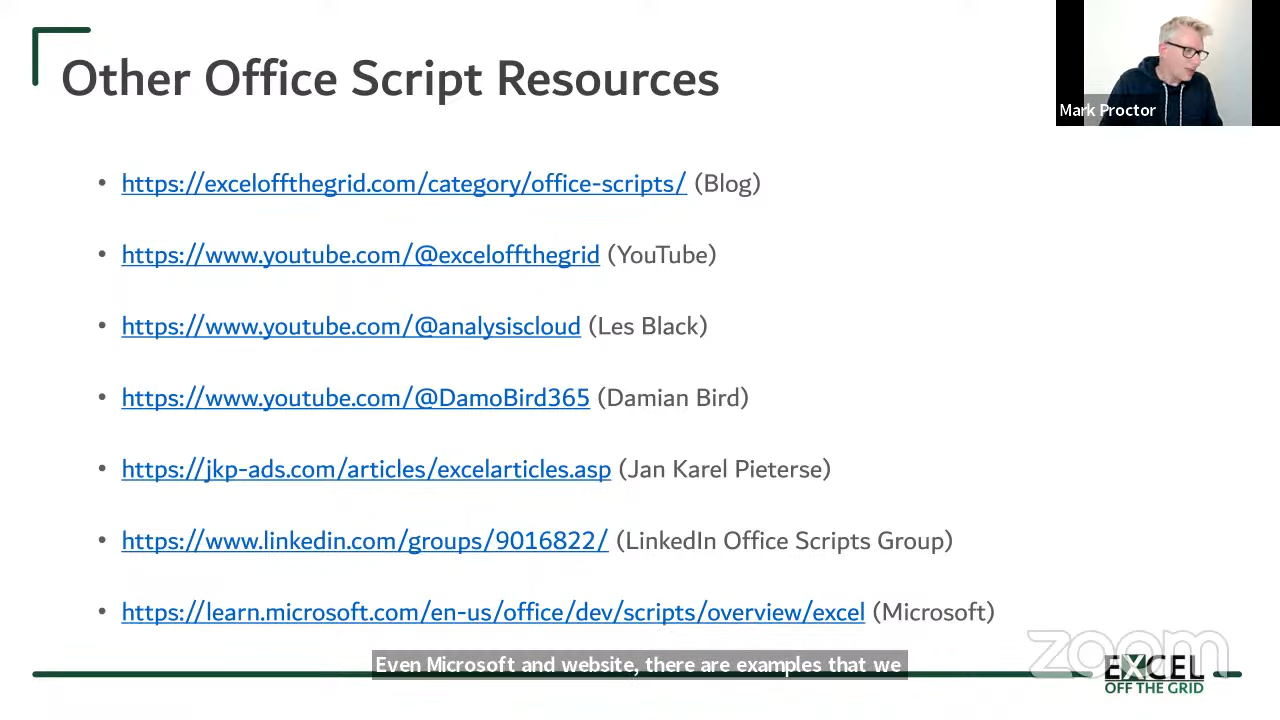 Other Office Script Resources
Mark Proctor
• https://exceloffthegrid.com/category/office-scripts/ (Blog)
• https://www.youtube.com/@exceloffthegrid (YouTube)
• https://www.youtube.com/@analysiscloud (Les Black)
• https://www.youtube.com/@DamoBird365 (Damian Bird)
• https://jkp-ads.com/articles/excelarticles.asp (Jan Karel Pieterse)
• https://www.linkedin.com/groups/9016822/ (LinkedIn Office Scripts Group)
• https://learn.microsoft.com/en-us/office/dev/scripts/overview/excel (Microsoft)
Even Microsoft and website, there are examples that we
zoom
EXCEL
OFF THE GRID